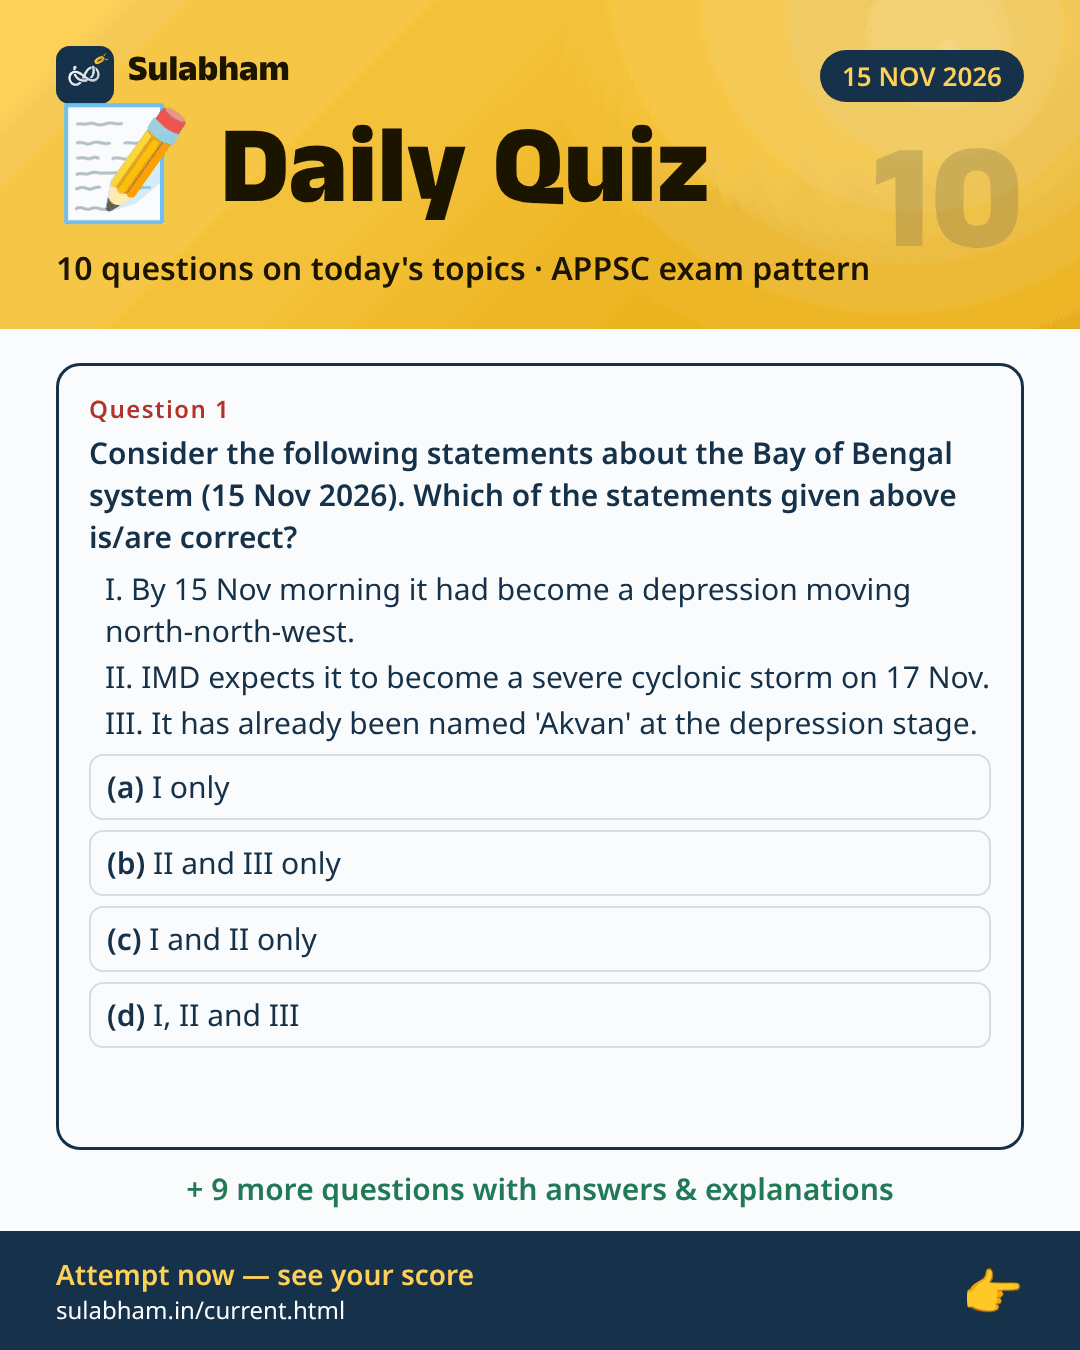 Sulabham
15 NOV 2026
Daily Quiz
10
10 questions on today's topics · APPSC exam pattern
Question 1
Consider the following statements about the Bay of Bengal
system (15 Nov 2026). Which of the statements given above
is/are correct?
I. By 15 Nov morning it had become a depression moving
north-north-west.
II. IMD expects it to become a severe cyclonic storm on 17 Nov.
III. It has already been named 'Akvan' at the depression stage.
(a) I only
(b) II and III only
(c) I and II only
(d) I, II and III
+ 9 more questions with answers & explanations
Attempt now — see your score
sulabham.in/current.html